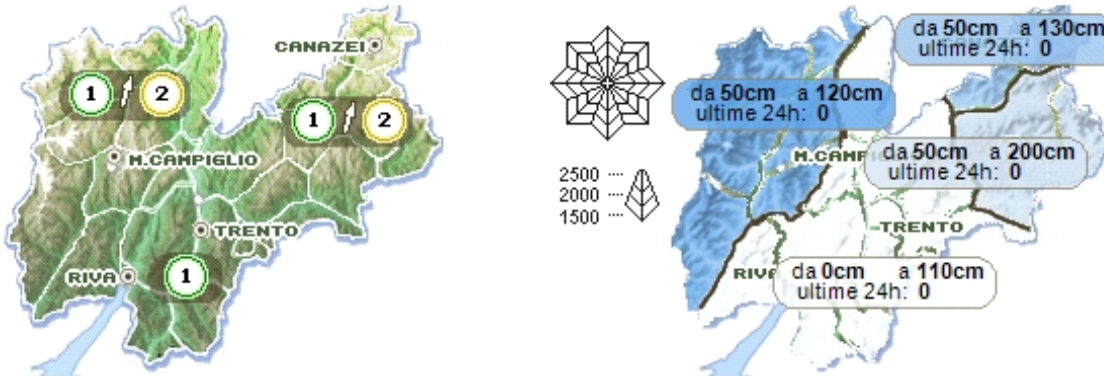 CANAZEI
1 2
1 2
M.CAMPIGLIO
TRENTO
RIVA
1
da 50cm a 130cm
ultime 24h: 0
da 50cm a 120cm
ultime 24h: 0
M.CAMP
da 50cm a 200cm
ultime 24h: 0
2500
2000
1500
TRENTO
RIVA
da 0cm a 110cm
ultime 24h: 0